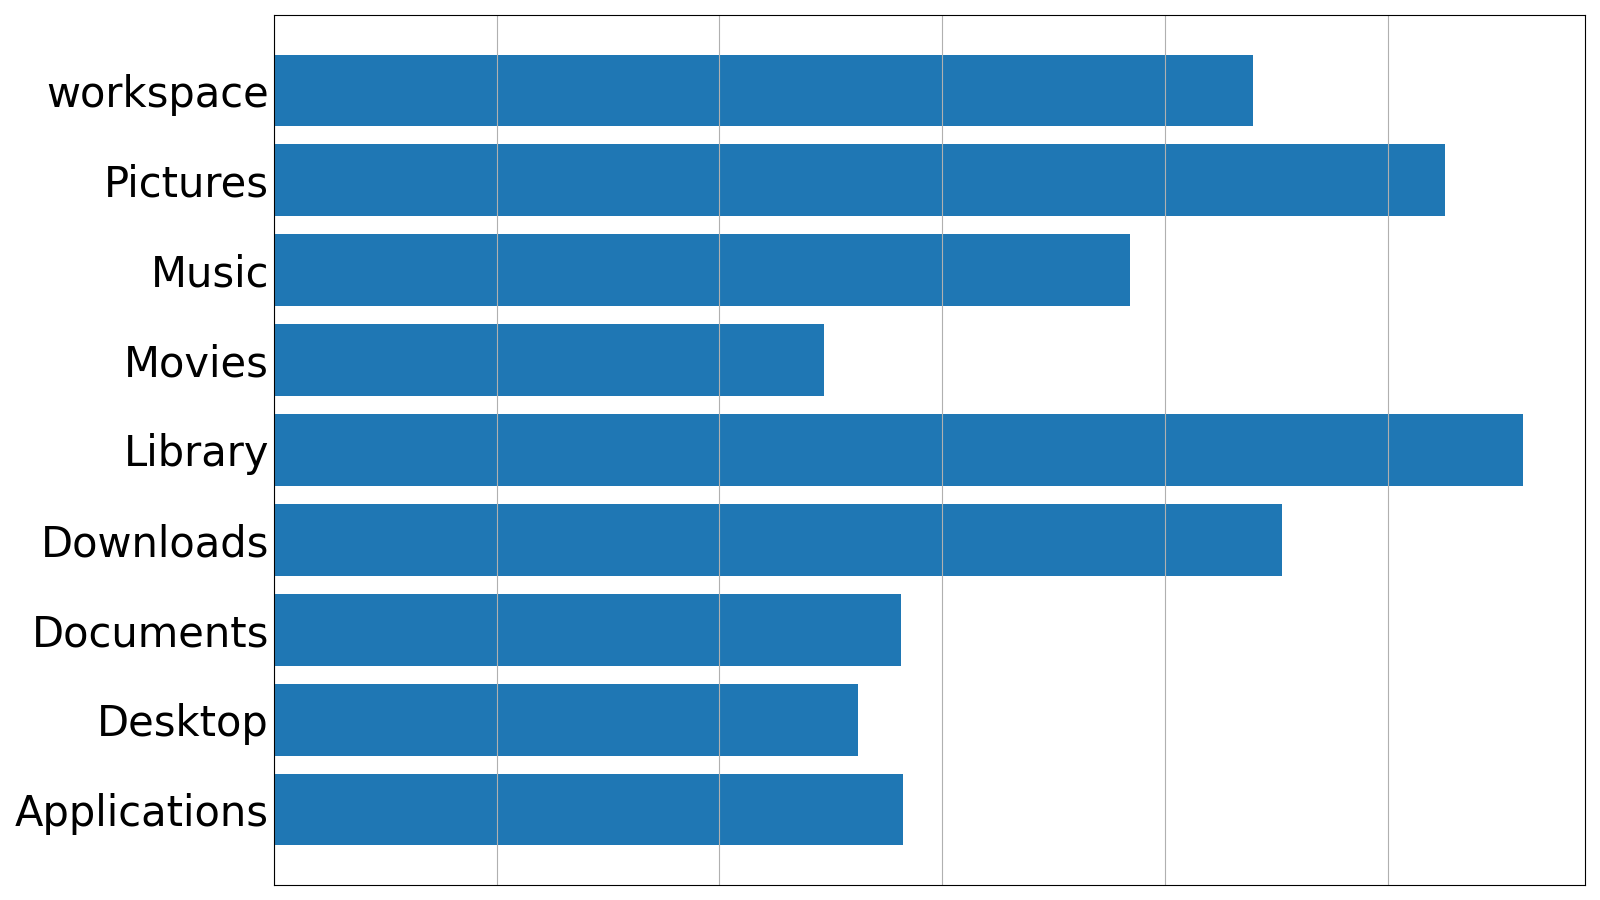 workspace
Pictures
Music
Movies
Library
Downloads
Documents
Desktop
Applications